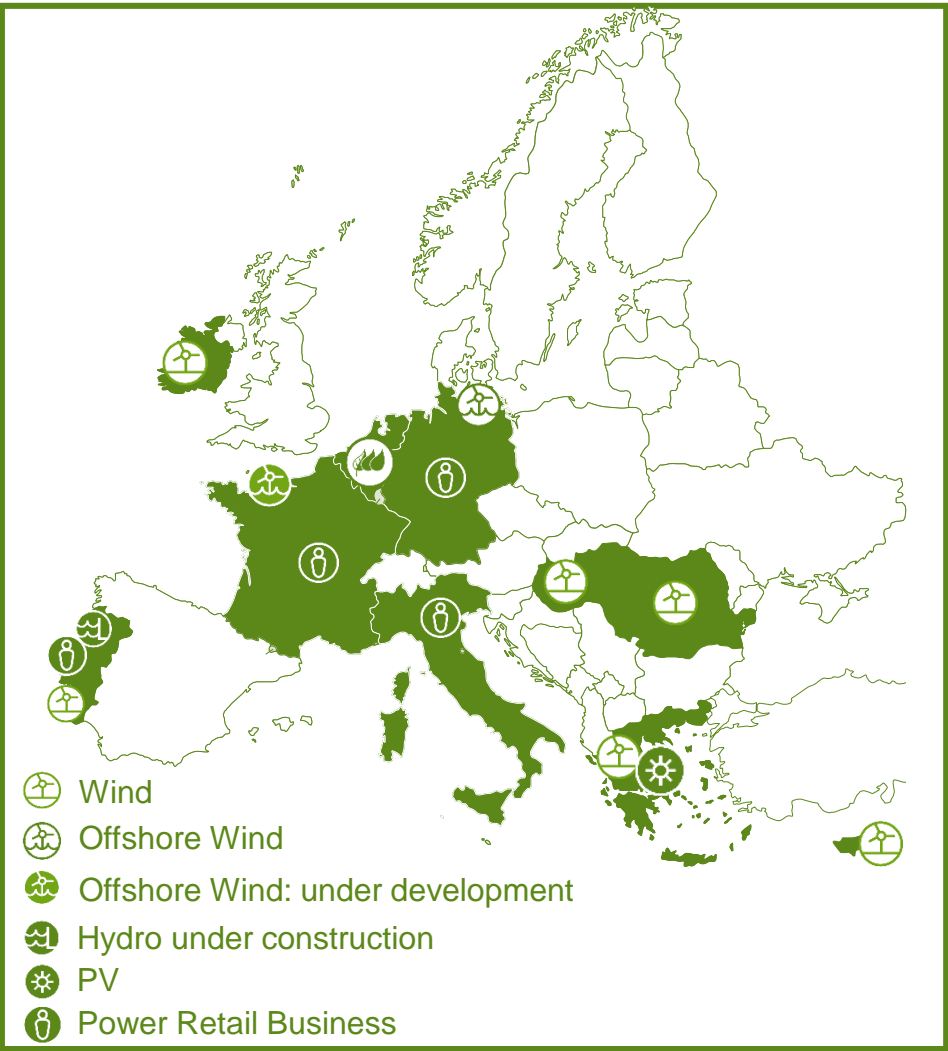 Wind
Offshore Wind
Offshore Wind: under development
Hydro under construction
PV
Power Retail Business